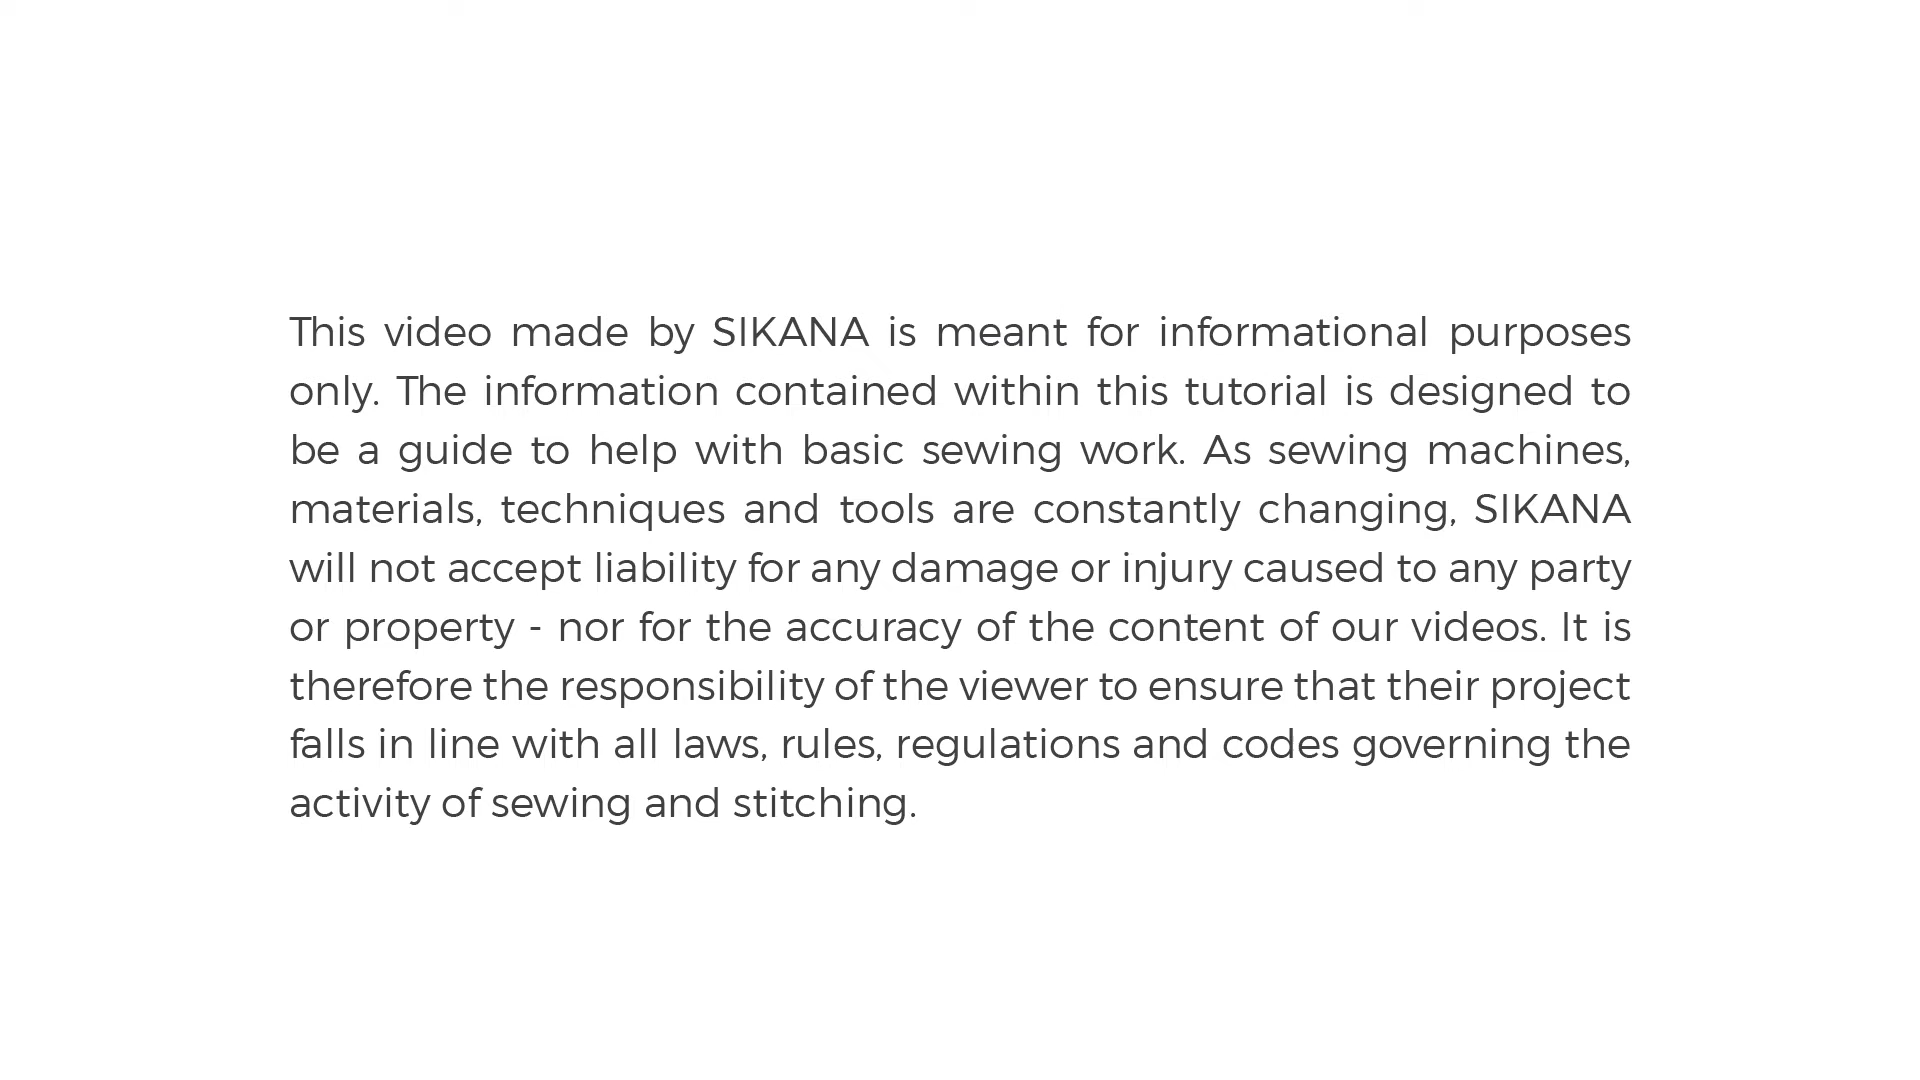 This video made by SIKANA is meant for informational purposes
only. The information contained within this tutorial is designed to
be a guide to help with basic sewing work. As sewing machines,
materials, techniques and tools are constantly changing, SIKANA
will not accept liability for any damage or injury caused to any party
or property - nor for the accuracy of the content of our videos. It is
therefore the responsibility of the viewer to ensure that their project
falls in line with all laws, rules, regulations and codes governing the
activity of sewing and stitching.